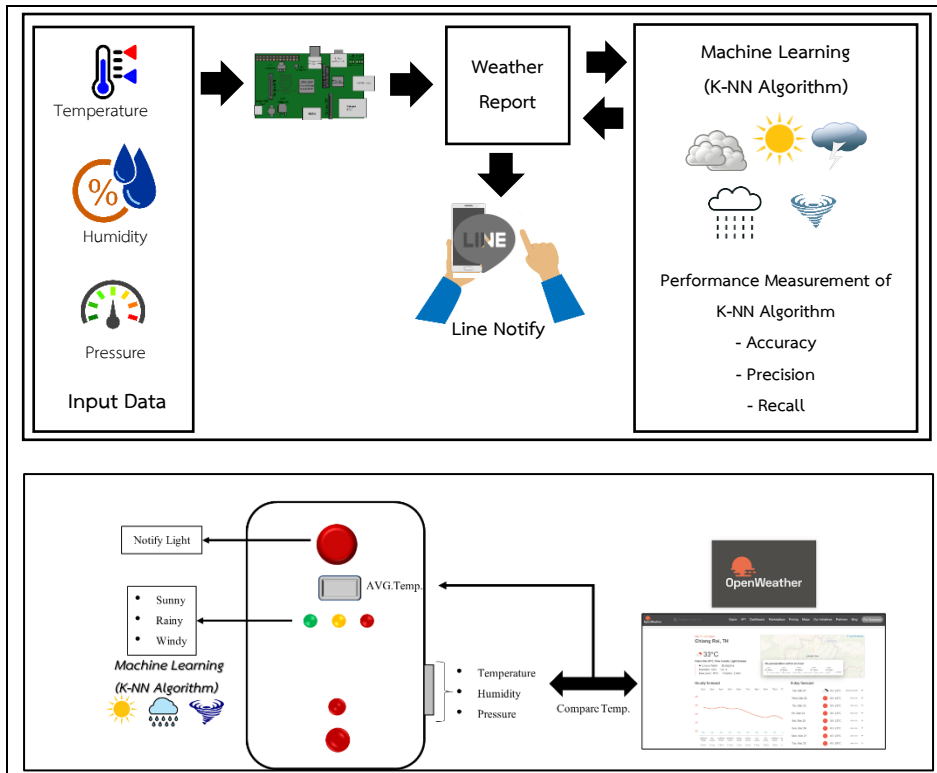 Temperature
%
Humidity
Pressure
Input Data
Weather
Report
LINE
Line Notify
Machine Learning
(K-NN Algorithm)
Performance Measurement of
K-NN Algorithm
- Accuracy
- Precision
- Recall
Notify Light
AVG.Temp.
• Sunny
• Rainy
• Windy
Machine Learning
(K-NN Algorithm)
• Temperature
• Humidity
• Pressure
Compare Temp.
OpenWeather
Chiang Rai, TH
33°C